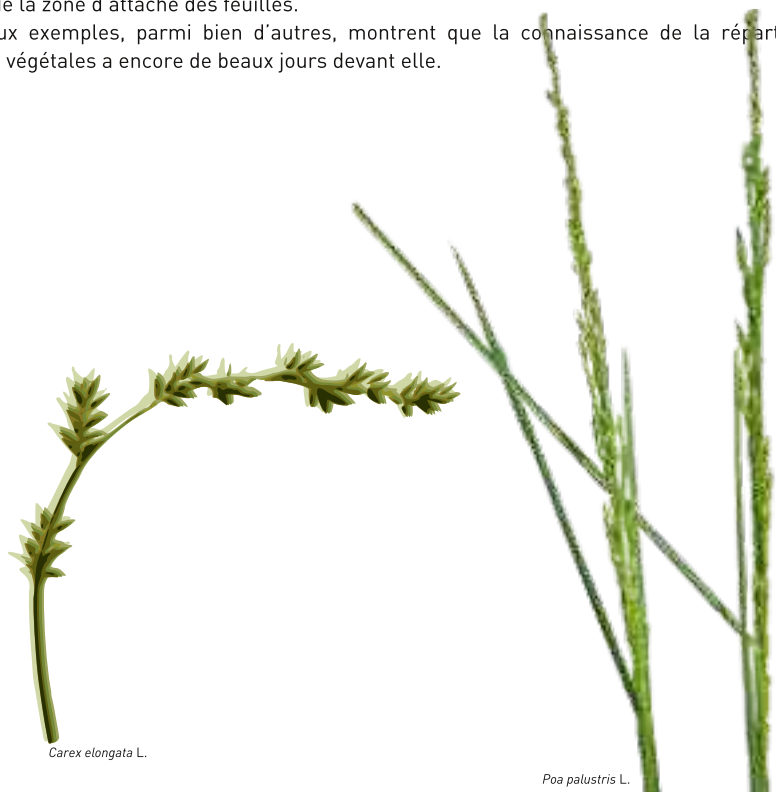 de la zone d'attache des feuilles.
ux exemples, parmi bien d'autres, montrent que la connaissance de la répart
végétales a encore de beaux jours devant elle.
Carex elongata L.
Poa palustris L.